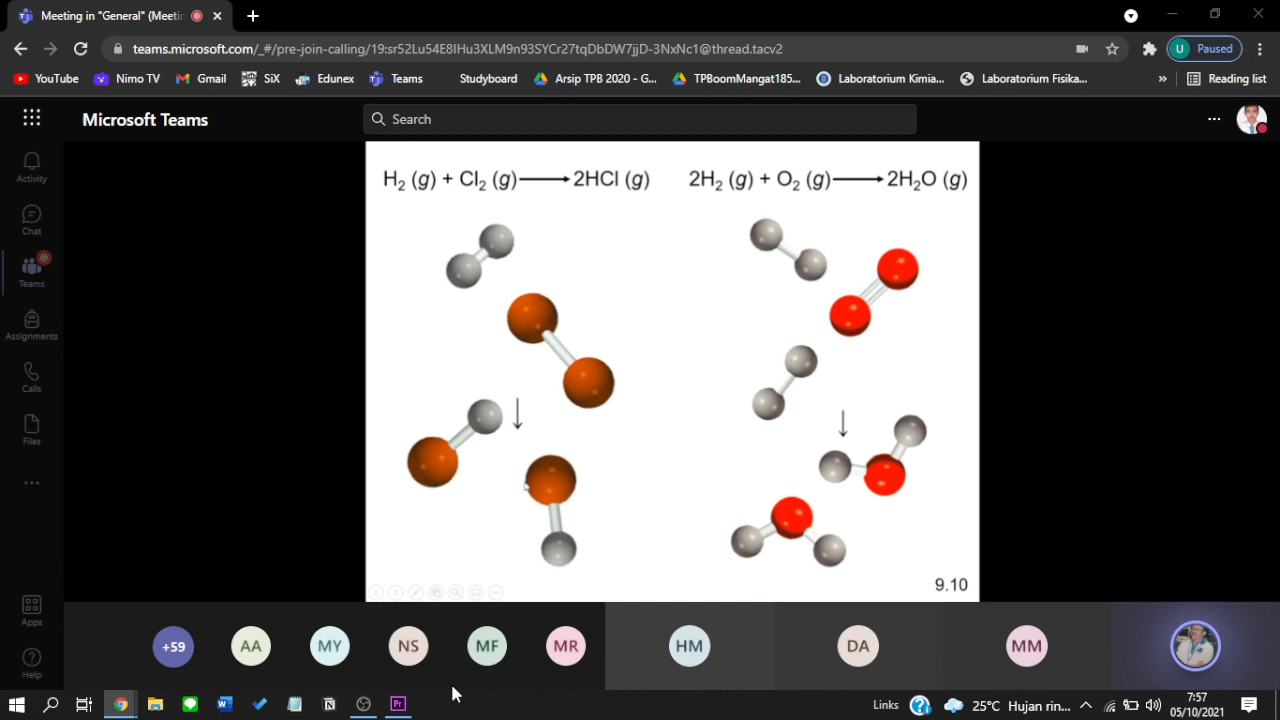 Meeting in "General" (Meetin
teams.microsoft.com/_#/pre-join-calling/19:sr52Lu54E8IHu3XLM9n93SYCr27tqDbDW7jjD-3NxNc1@thread.tacv2
U Paused
YouTube Nimo TV Gmail SIX Edunex Teams Studyboard Arsip TPB 2020 - G... TPBromMangat185... Laboratorium Kimia... Laboratorium Fisika... » Reading list
Microsoft Teams
Search
Activity
Chat
Teams
Assignments
Calls
Files
Apps
Help
H₂ (g) + Cl₂ (g) ⟶ 2HCl (g)
2H₂ (g) + O₂ (g) ⟶ 2H₂O (g)
9.10
+59 AA MY NS MF MR HM DA MM
Links 25°C Hujan rin... 7:57
05/10/2021